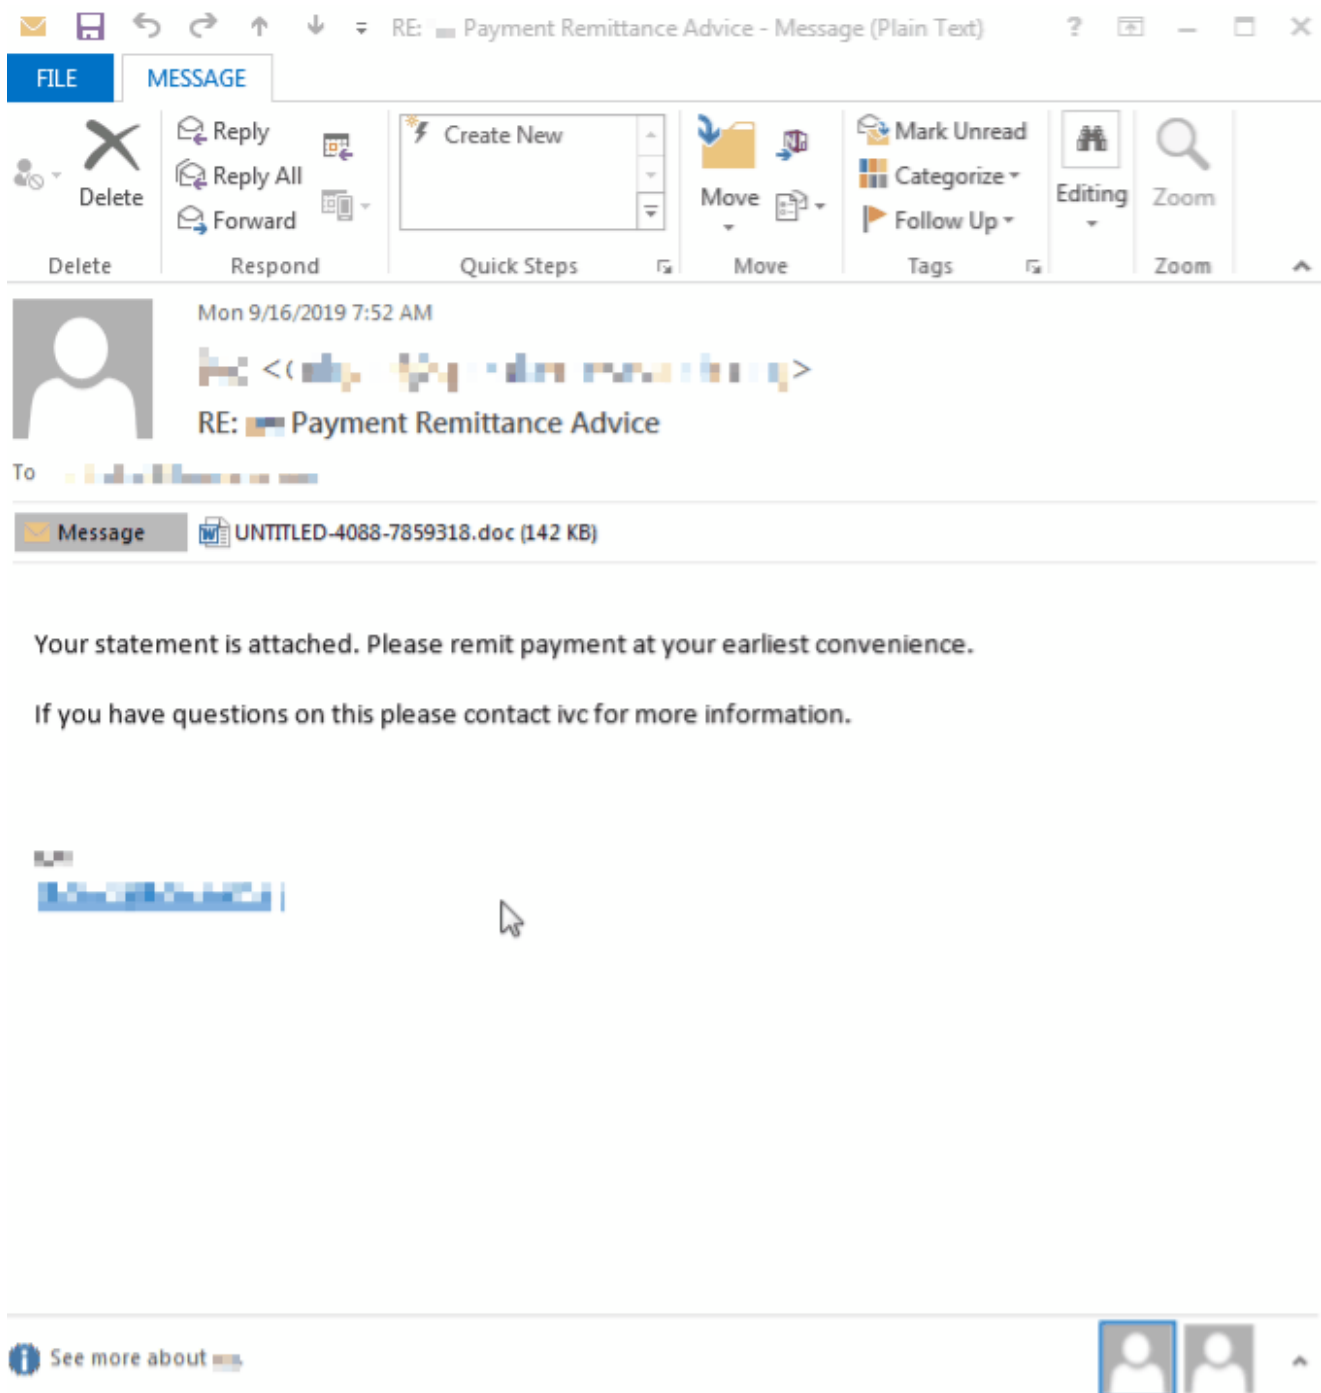 RE: Payment Remittance Advice - Message (Plain Text) ?
FILE MESSAGE
Delete
Reply
Reply All
Forward
Create New
Move
Mark Unread
Categorize
Follow Up
Editing
Zoom
Delete Respond Quick Steps Move Tags Zoom
Mon 9/16/2019 7:52 AM
< >
RE: Payment Remittance Advice
To
Message UNTITLED-4088-7859318.doc (142 KB)
Your statement is attached. Please remit payment at your earliest convenience.
If you have questions on this please contact ivc for more information.
See more about